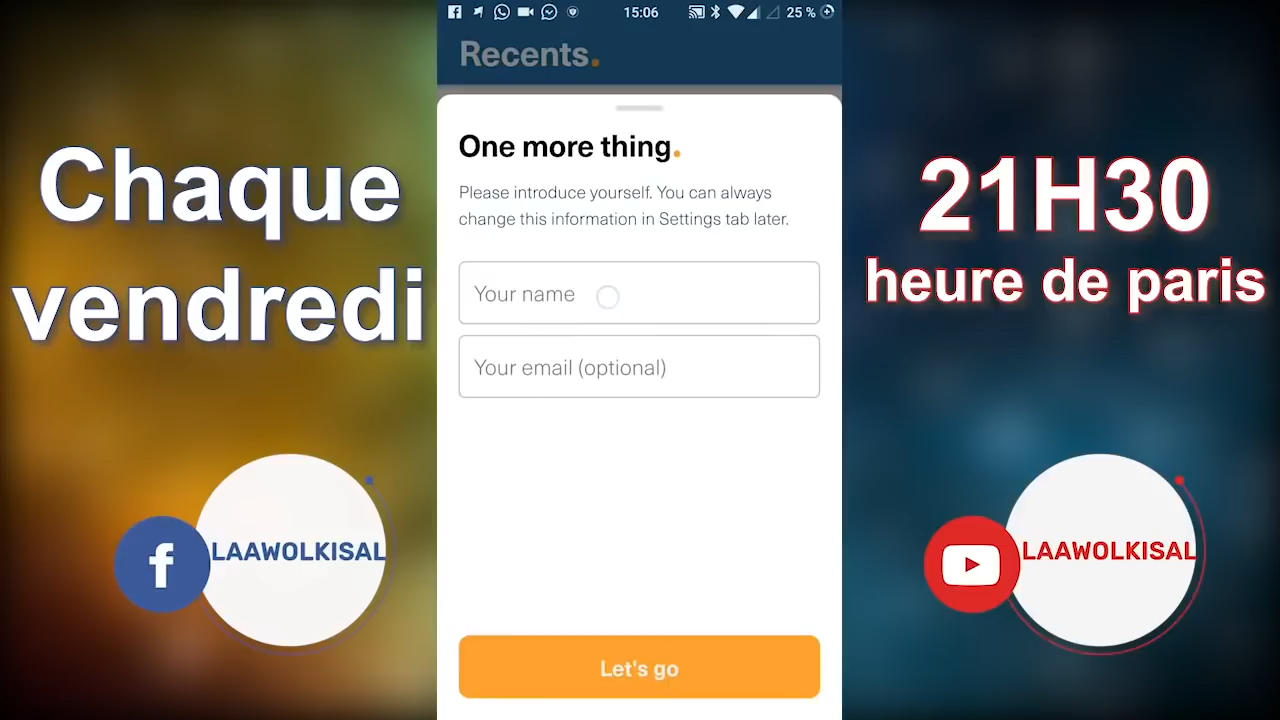 Chaque
vendredi
LAAWOLKISAL
15:06
25 %
Recents.
One more thing.
Please introduce yourself. You can always
change this information in Settings tab later.
Your name
Your email (optional)
Let's go
21H30
heure de paris
LAAWOLKISAL